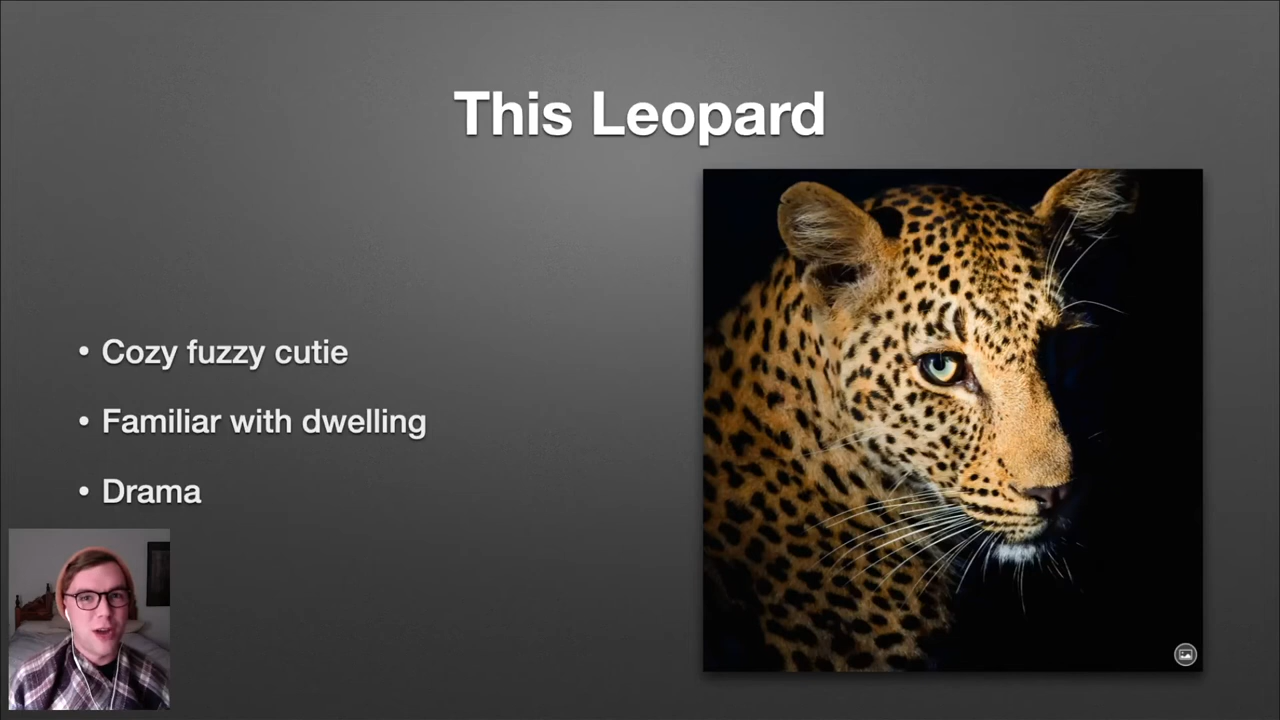 This Leopard
• Cozy fuzzy cutie
• Familiar with dwelling
• Drama